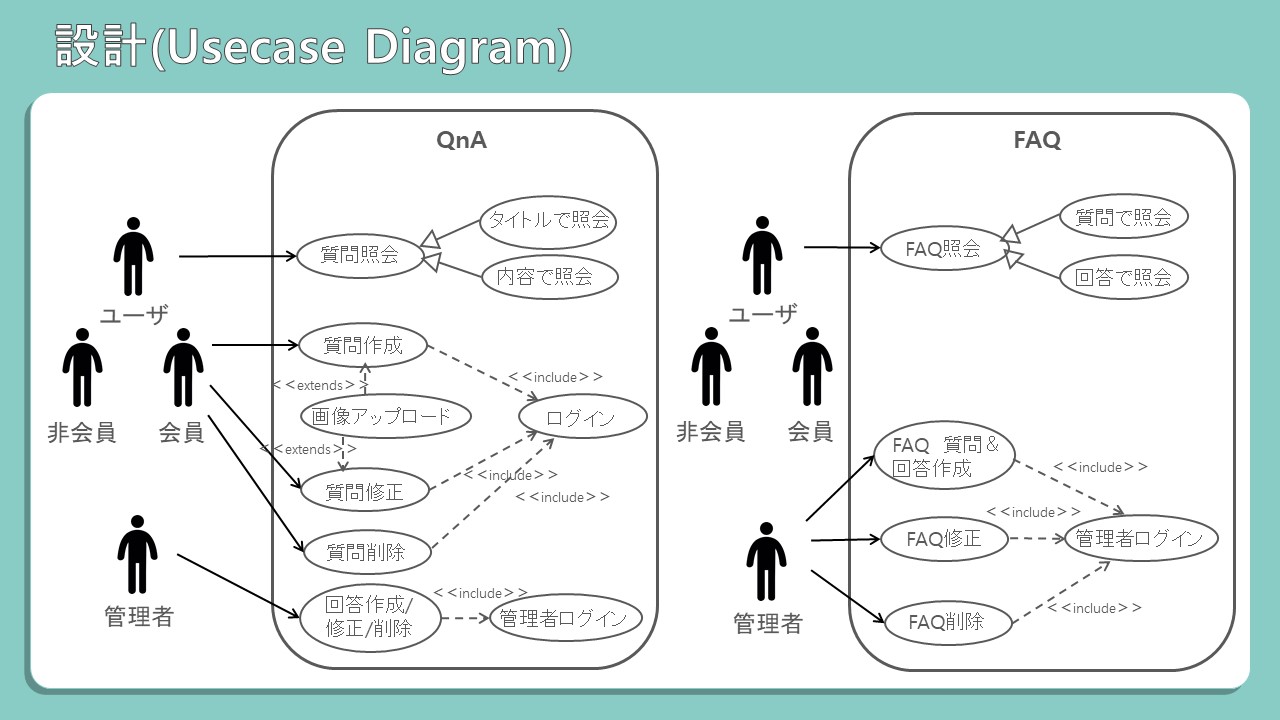 設計(Usecase Diagram)
QnA
タイトルで照会
質問照会
内容で照会
ユーザ
質問作成
<<include>>
<<extends>>
画像アップロード
ログイン
非会員
会員
<<extends>>
<<include>>
質問修正
<<include>>
質問削除
<<include>>
回答作成/
修正/削除
管理者ログイン
管理者
FAQ
質問で照会
FAQ照会
回答で照会
ユーザ
非会員
会員
FAQ 質問&
回答作成
<<include>>
<<include>>
FAQ修正
管理者ログイン
<<include>>
FAQ削除
管理者